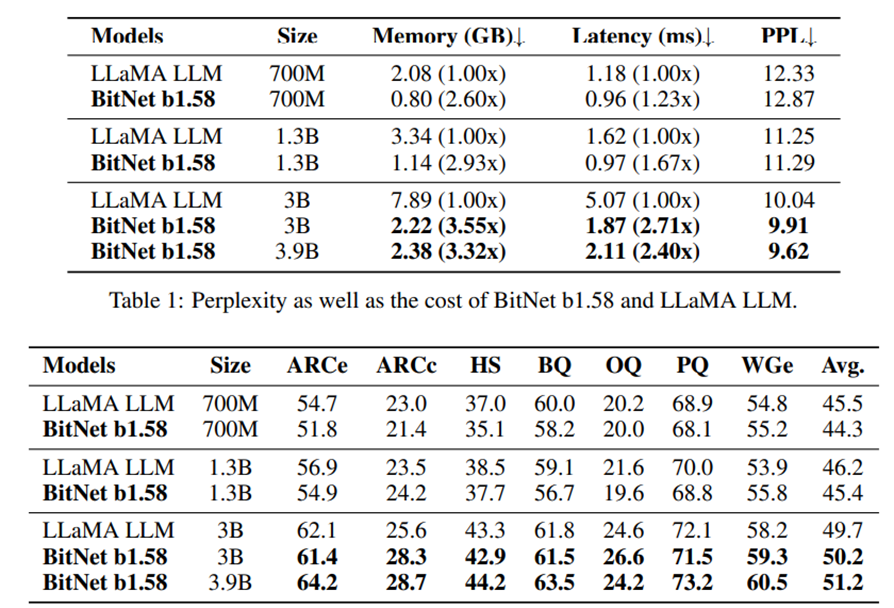 Models Size Memory (GB)↓ Latency (ms)↓ PPL↓
LLaMA LLM 700M 2.08 (1.00x) 1.18 (1.00x) 12.33
BitNet b1.58 700M 0.80 (2.60x) 0.96 (1.23x) 12.87
LLaMA LLM 1.3B 3.34 (1.00x) 1.62 (1.00x) 11.25
BitNet b1.58 1.3B 1.14 (2.93x) 0.97 (1.67x) 11.29
LLaMA LLM 3B 7.89 (1.00x) 5.07 (1.00x) 10.04
BitNet b1.58 3B 2.22 (3.55x) 1.87 (2.71x) 9.91
BitNet b1.58 3.9B 2.38 (3.32x) 2.11 (2.40x) 9.62
Table 1: Perplexity as well as the cost of BitNet b1.58 and LLaMA LLM.
Models Size ARCe ARCc HS BQ OQ PQ WGe Avg.
LLaMA LLM 700M 54.7 23.0 37.0 60.0 20.2 68.9 54.8 45.5
BitNet b1.58 700M 51.8 21.4 35.1 58.2 20.0 68.1 55.2 44.3
LLaMA LLM 1.3B 56.9 23.5 38.5 59.1 21.6 70.0 53.9 46.2
BitNet b1.58 1.3B 54.9 24.2 37.7 56.7 19.6 68.8 55.8 45.4
LLaMA LLM 3B 62.1 25.6 43.3 61.8 24.6 72.1 58.2 49.7
BitNet b1.58 3B 61.4 28.3 42.9 61.5 26.6 71.5 59.3 50.2
BitNet b1.58 3.9B 64.2 28.7 44.2 63.5 24.2 73.2 60.5 51.2